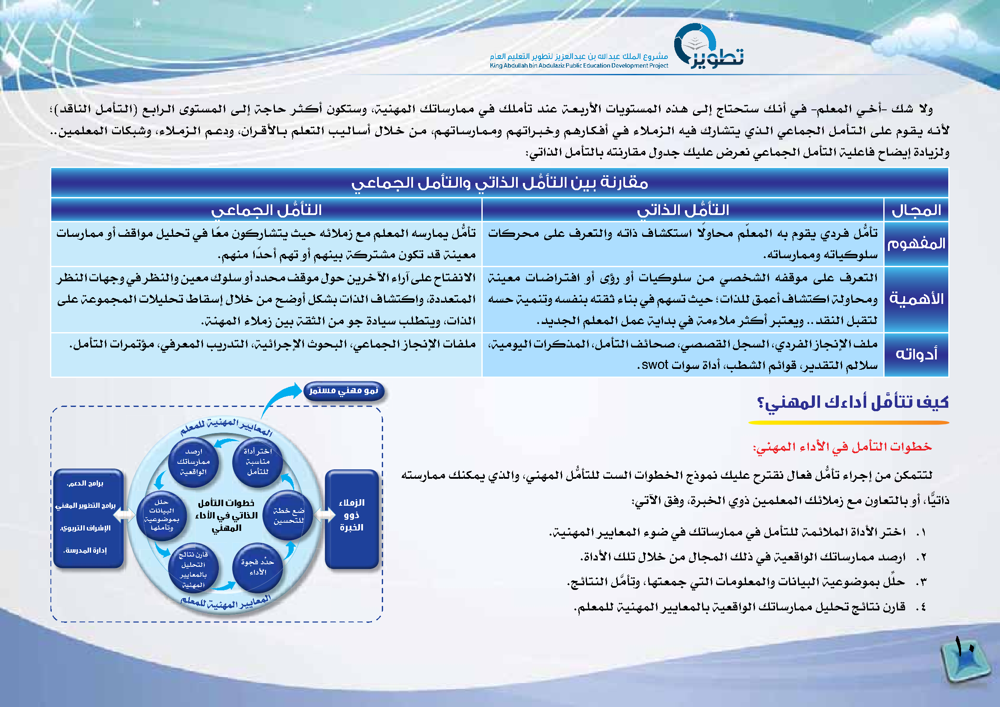 تطوير
مشروع الملك عبدالله بن عبدالعزيز لتطوير التعليم العام
King Abdullah bin Abdulaziz Public Education Development Project
ولا شك -أخي المعلم- في أنك ستحتاج إلى هذه المستويات الأربعة عند تأملك في ممارساتك المهنية، وستكون أكثر حاجة إلى المستوى الرابع (التأمل الناقد)؛
لأنه يقوم على التأمل الجماعي الذي يتشارك فيه الزملاء في أفكارهم وخبراتهم وممارساتهم، من خلال أساليب التعلم بالأقران، ودعم الزملاء، وشبكات المعلمين..
ولزيادة إيضاح فاعلية التأمل الجماعي نعرض عليك جدول مقارنته بالتأمل الذاتي:
مقارنة بين التأمُّل الذاتي والتأمل الجماعي
المجال
التأمُّل الذاتي
التأمُّل الجماعي
المفهوم
تأمُّل فردي يقوم به المعلّم محاولًا استكشاف ذاته والتعرف على محركات
سلوكياته وممارساته.
تأمُّل يمارسه المعلم مع زملائه حيث يتشاركون معًا في تحليل مواقف أو ممارسات
معينة قد تكون مشتركة بينهم أو تهم أحدًا منهم.
الأهمية
التعرف على موقفه الشخصي من سلوكيات أو رؤى أو افتراضات معينة
ومحاولة اكتشاف أعمق للذات؛ حيث تسهم في بناء ثقته بنفسه وتنمية حسه
لتقبل النقد.. ويعتبر أكثر ملاءمة في بداية عمل المعلم الجديد.
الانفتاح على آراء الآخرين حول موقف محدد أو سلوك معين والنظر في وجهات النظر
المتعددة، واكتشاف الذات بشكل أوضح من خلال إسقاط تحليلات المجموعة على
الذات، ويتطلب سيادة جو من الثقة بين زملاء المهنة.
أدواته
ملف الإنجاز الفردي، السجل القصصي، صحائف التأمل، المذكرات اليومية،
سلالم التقدير، قوائم الشطب، أداة سوات swot.
ملفات الإنجاز الجماعي، البحوث الإجرائية، التدريب المعرفي، مؤتمرات التأمل.
كيف تتأمَّل أداءك المهني؟
خطوات التأمل في الأداء المهني:
لتتمكن من إجراء تأمُّل فعال نقترح عليك نموذج الخطوات الست للتأمُّل المهني، والذي يمكنك ممارسته
ذاتيًّا، أو بالتعاون مع زملائك المعلمين ذوي الخبرة، وفق الآتي:
١. اختر الأداة الملائمة للتأمل في ممارساتك في ضوء المعايير المهنية.
٢. ارصد ممارساتك الواقعية في ذلك المجال من خلال تلك الأداة.
٣. حلِّل بموضوعية البيانات والمعلومات التي جمعتها، وتأمَّل النتائج.
٤. قارن نتائج تحليل ممارساتك الواقعية بالمعايير المهنية للمعلم.
نمو مهني مستمر
المعايير المهنية للمعلم
اختر أداة
مناسبة
للتأمل
ارصد
ممارساتك
الواقعية
حلل
البيانات
بموضوعية
وتأملها
قارن نتائج
التحليل
بالمعايير
المهنية
حدِّد فجوة
الأداء
ضع خطة
للتحسين
خطوات التأمل
الذاتي في الأداء
المهني
المعايير المهنية للمعلم
الزملاء
ذوو
الخبرة
برامج الدعم.
برامج التطوير المهني.
الإشراف التربوي.
إدارة المدرسة.
١٠